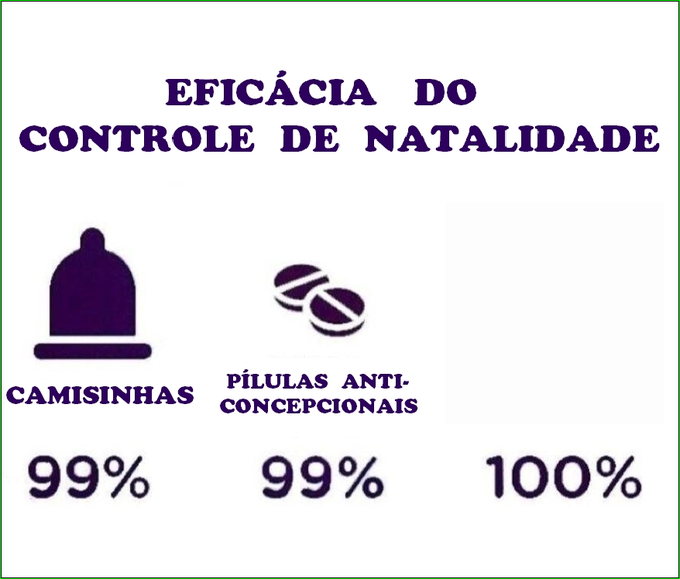 EFICÁCIA DO
CONTROLE DE NATALIDADE
CAMISINHAS
PÍLULAS ANTI-
CONCEPCIONAIS
99%
99%
100%